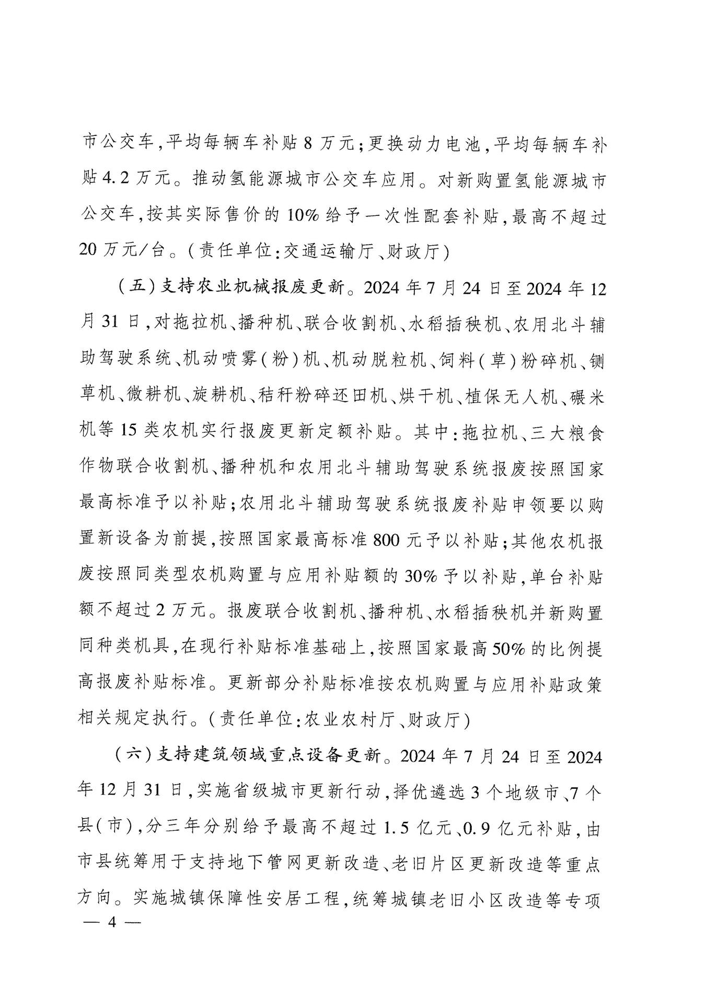 市公交车,平均每辆车补贴8万元;更换动力电池,平均每辆车补
贴4.2万元。推动氢能源城市公交车应用。对新购置氢能源城市
公交车,按其实际售价的10%给予一次性配套补贴,最高不超过
20万元/台。(责任单位:交通运输厅、财政厅)
(五)支持农业机械报废更新。2024年7月24日至2024年12
月31日,对拖拉机、播种机、联合收割机、水稻插秧机、农用北斗辅
助驾驶系统、机动喷雾(粉)机、机动脱粒机、饲料(草)粉碎机、铡
草机、微耕机、旋耕机、秸秆粉碎还田机、烘干机、植保无人机、碾米
机等15类农机实行报废更新定额补贴。其中:拖拉机、三大粮食
作物联合收割机、播种机和农用北斗辅助驾驶系统报废按照国家
最高标准予以补贴;农用北斗辅助驾驶系统报废补贴申领要以购
置新设备为前提,按照国家最高标准800元予以补贴;其他农机报
废按照同类型农机购置与应用补贴额的30%予以补贴,单台补贴
额不超过2万元。报废联合收割机、播种机、水稻插秧机并新购置
同种类机具,在现行补贴标准基础上,按照国家最高50%的比例提
高报废补贴标准。更新部分补贴标准按农机购置与应用补贴政策
相关规定执行。(责任单位:农业农村厅、财政厅)
(六)支持建筑领域重点设备更新。2024年7月24日至2024
年12月31日,实施省级城市更新行动,择优遴选3个地级市、7个
县(市),分三年分别给予最高不超过1.5亿元、0.9亿元补贴,由
市县统筹用于支持地下管网更新改造、老旧片区更新改造等重点
方向。实施城镇保障性安居工程,统筹城镇老旧小区改造等专项
— 4 —